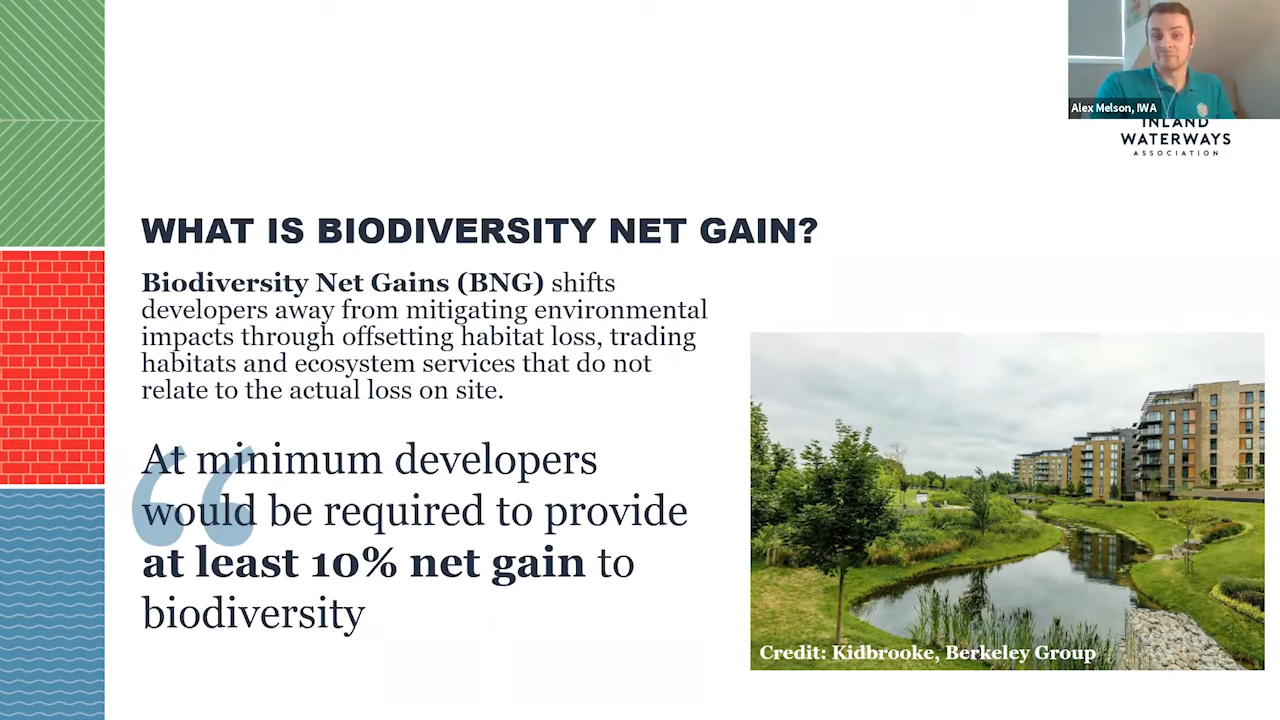 Alex Melson, IWA
INLAND
WATERWAYS
ASSOCIATION
WHAT IS BIODIVERSITY NET GAIN?
Biodiversity Net Gains (BNG) shifts
developers away from mitigating environmental
impacts through offsetting habitat loss, trading
habitats and ecosystem services that do not
relate to the actual loss on site.
“
At minimum developers
would be required to provide
at least 10% net gain to
biodiversity
Credit: Kidbrooke, Berkeley Group